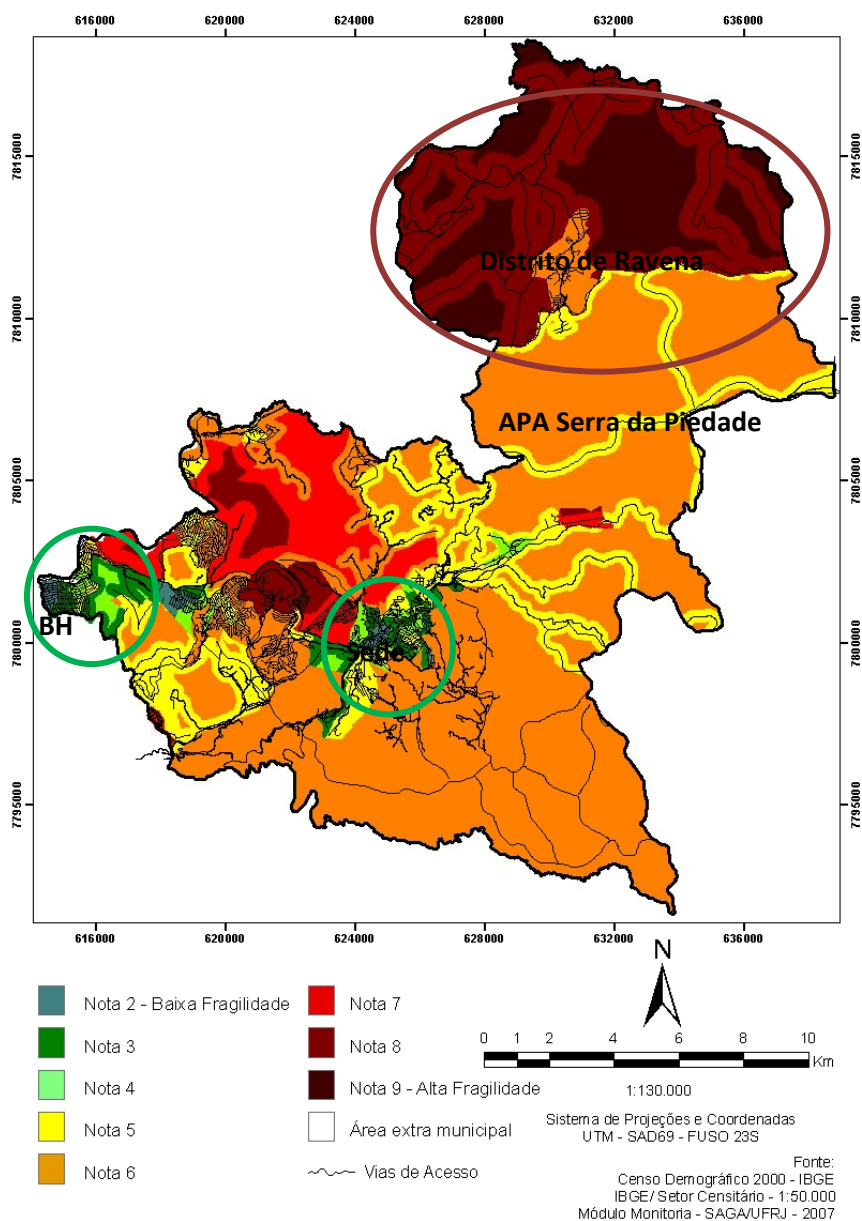 616000 620000 624000 628000 632000 636000
7815000 7815000
Distrito de Ravena
7810000 7810000
APA Serra da Piedade
7805000 7805000
BH
7800000 7800000
Sede
7795000 7795000
616000 620000 624000 628000 632000 636000
N
Nota 2 - Baixa Fragilidade
Nota 3
Nota 4
Nota 5
Nota 6
Nota 7
Nota 8
Nota 9 - Alta Fragilidade
Área extra municipal
Vias de Acesso
0 1 2 4 6 8 10
Km
1:130.000
Sistema de Projeções e Coordenadas
UTM - SAD69 - FUSO 23S
Fonte:
Censo Demográfico 2000 - IBGE
IBGE/ Setor Censitário - 1:50.000
Módulo Monitoria - SAGA/UFRJ - 2007